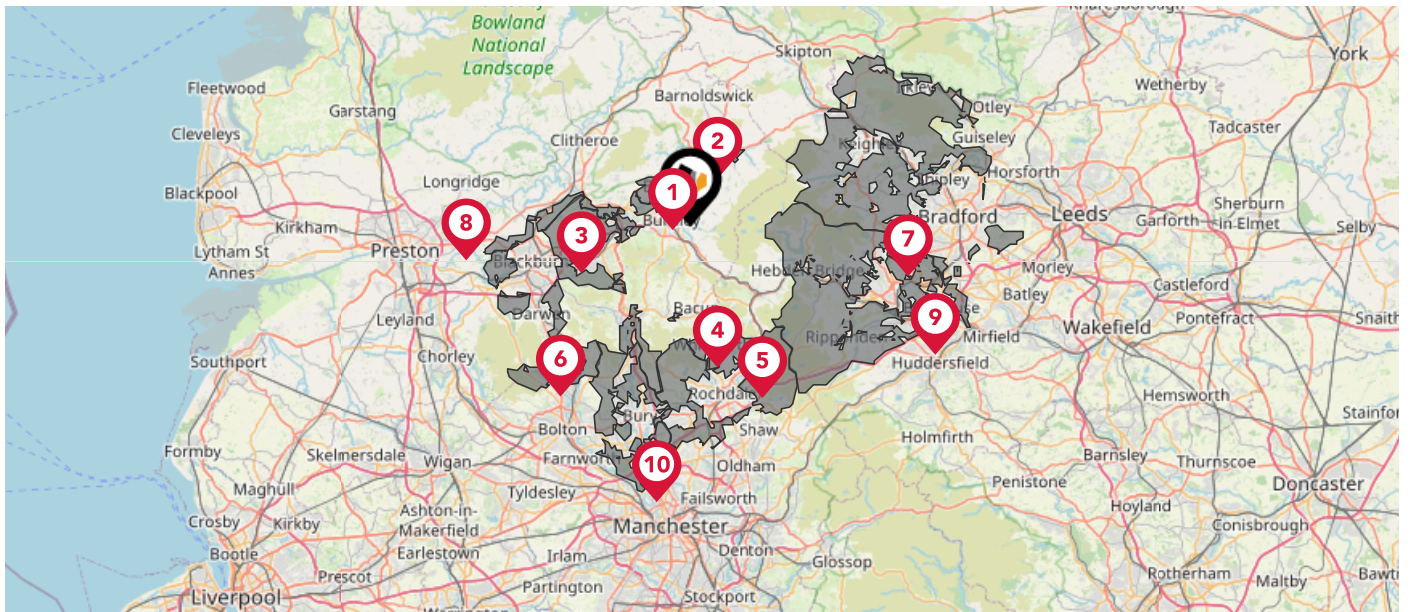 Bowland
National
Landscape
Skipton
York
Fleetwood
Garstang
Barnoldswick
Wetherby
Otley
Cleveleys
Clitheroe
2
Guiseley
Tadcaster
Keighley
Horsforth
Blackpool
Longridge
1
Shipley
Leeds
Sherburn
in Elmet
Bradford
Garforth
Selby
Kirkham
8
3
7
Preston
Lytham St
Annes
Blackburn
Hebden Bridge
Morley
Castleford
Batley
Leyland
Darwen
Bacup
4
9
Pontefract
Snaith
Wakefield
Mirfield
Southport
Chorley
6
5
Huddersfield
Rochdale
Hemsworth
Bury
Bolton
Shaw
Holmfirth
Formby
Skelmersdale
Wigan
Farnworth
10
Oldham
Barnsley
Thurnscoe
Penistone
Doncaster
Maghull
Tyldesley
Failsworth
Hoyland
Crosby
Kirkby
Ashton-in-
Makerfield
Manchester
Conisbrough
Bootle
Earlestown
Irlam
Denton
Glossop
Prescot
Partington
Rotherham
Maltby
Liverpool
Stockport